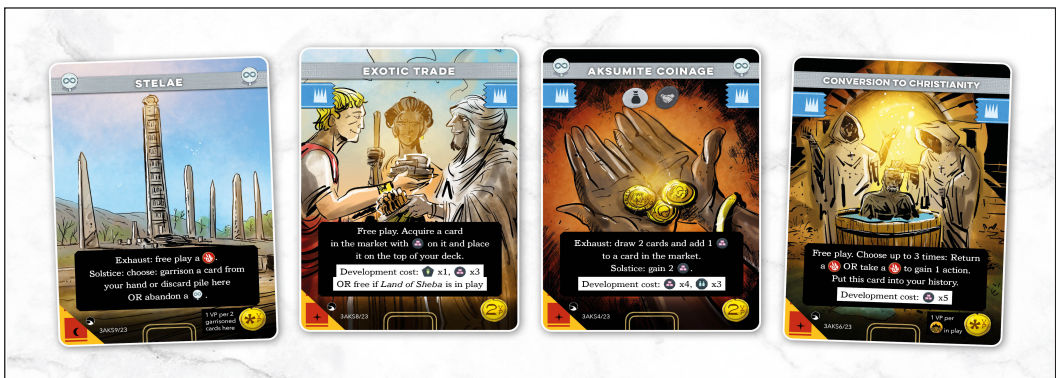 STELAE
Exhaust: free play a
Solstice: choose: garrison a card from
your hand or discard pile here
OR abandon a .
3AKS9/23
1 VP per 2
garrisoned
cards here
*
EXOTIC TRADE
Free play. Acquire a card
in the market with on it and place
it on the top of your deck.
Development cost: x1, x3
OR free if Land of Sheba is in play
3AKS8/23
2
AKSUMITE COINAGE
Exhaust: draw 2 cards and add 1
to a card in the market.
Solstice: gain 2 .
Development cost: x4, x3
3AKS4/23
2
CONVERSION TO CHRISTIANITY
Free play. Choose up to 3 times: Return
a OR take a to gain 1 action.
Put this card into your history.
Development cost: x5
3AKS6/23
1 VP per
in play
*